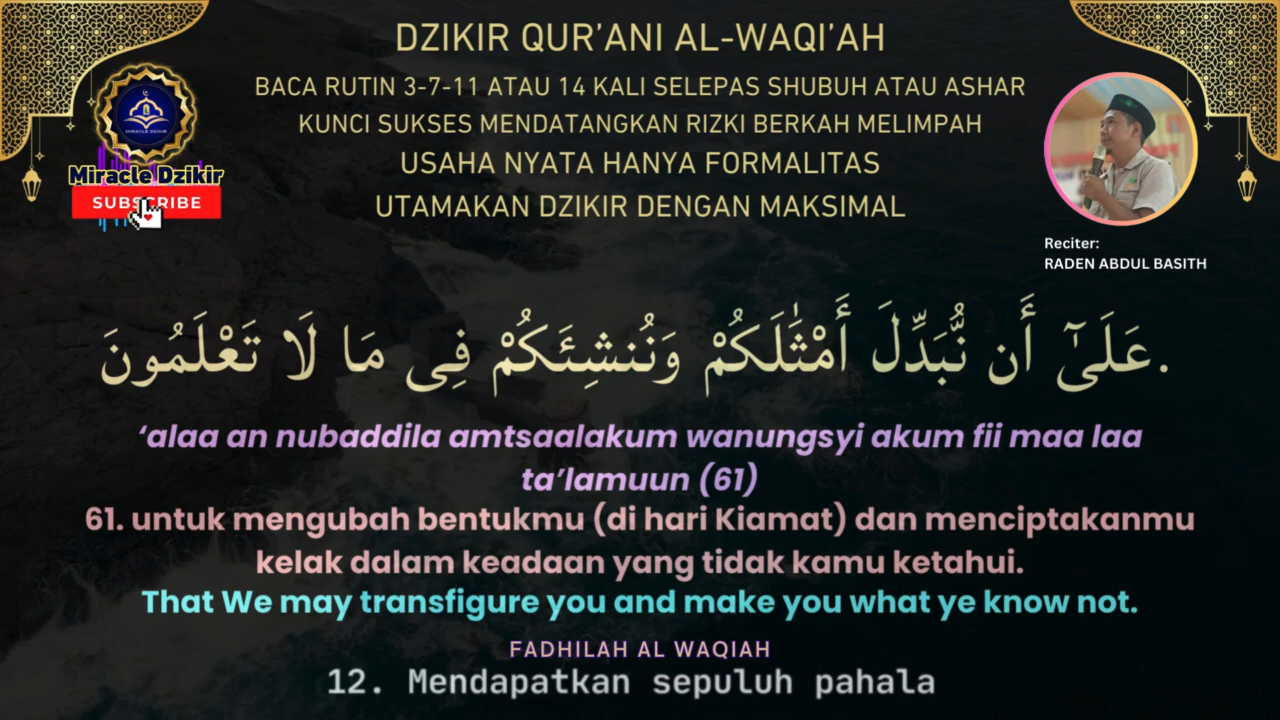 DZIKIR QUR’ANI AL-WAQI’AH
BACA RUTIN 3-7-11 ATAU 14 KALI SELEPAS SHUBUH ATAU ASHAR
KUNCI SUKSES MENDATANGKAN RIZKI BERKAH MELIMPAH
USAHA NYATA HANYA FORMALITAS
UTAMAKAN DZIKIR DENGAN MAKSIMAL
MIRACLE DZIKIR
Miracle Dzikir
SUBSCRIBE
Reciter:
RADEN ABDUL BASITH
عَلَىٰٓ أَن نُّبَدِّلَ أَمْثَٰلَكُمْ وَنُنشِئَكُمْ فِى مَا لَا تَعْلَمُونَ.
‘alaa an nubaddila amtsaalakum wanungsyi akum fii maa laa
ta’lamuun (61)
61. untuk mengubah bentukmu (di hari Kiamat) dan menciptakanmu
kelak dalam keadaan yang tidak kamu ketahui.
That We may transfigure you and make you what ye know not.
FADHILAH AL WAQIAH
12. Mendapatkan sepuluh pahala